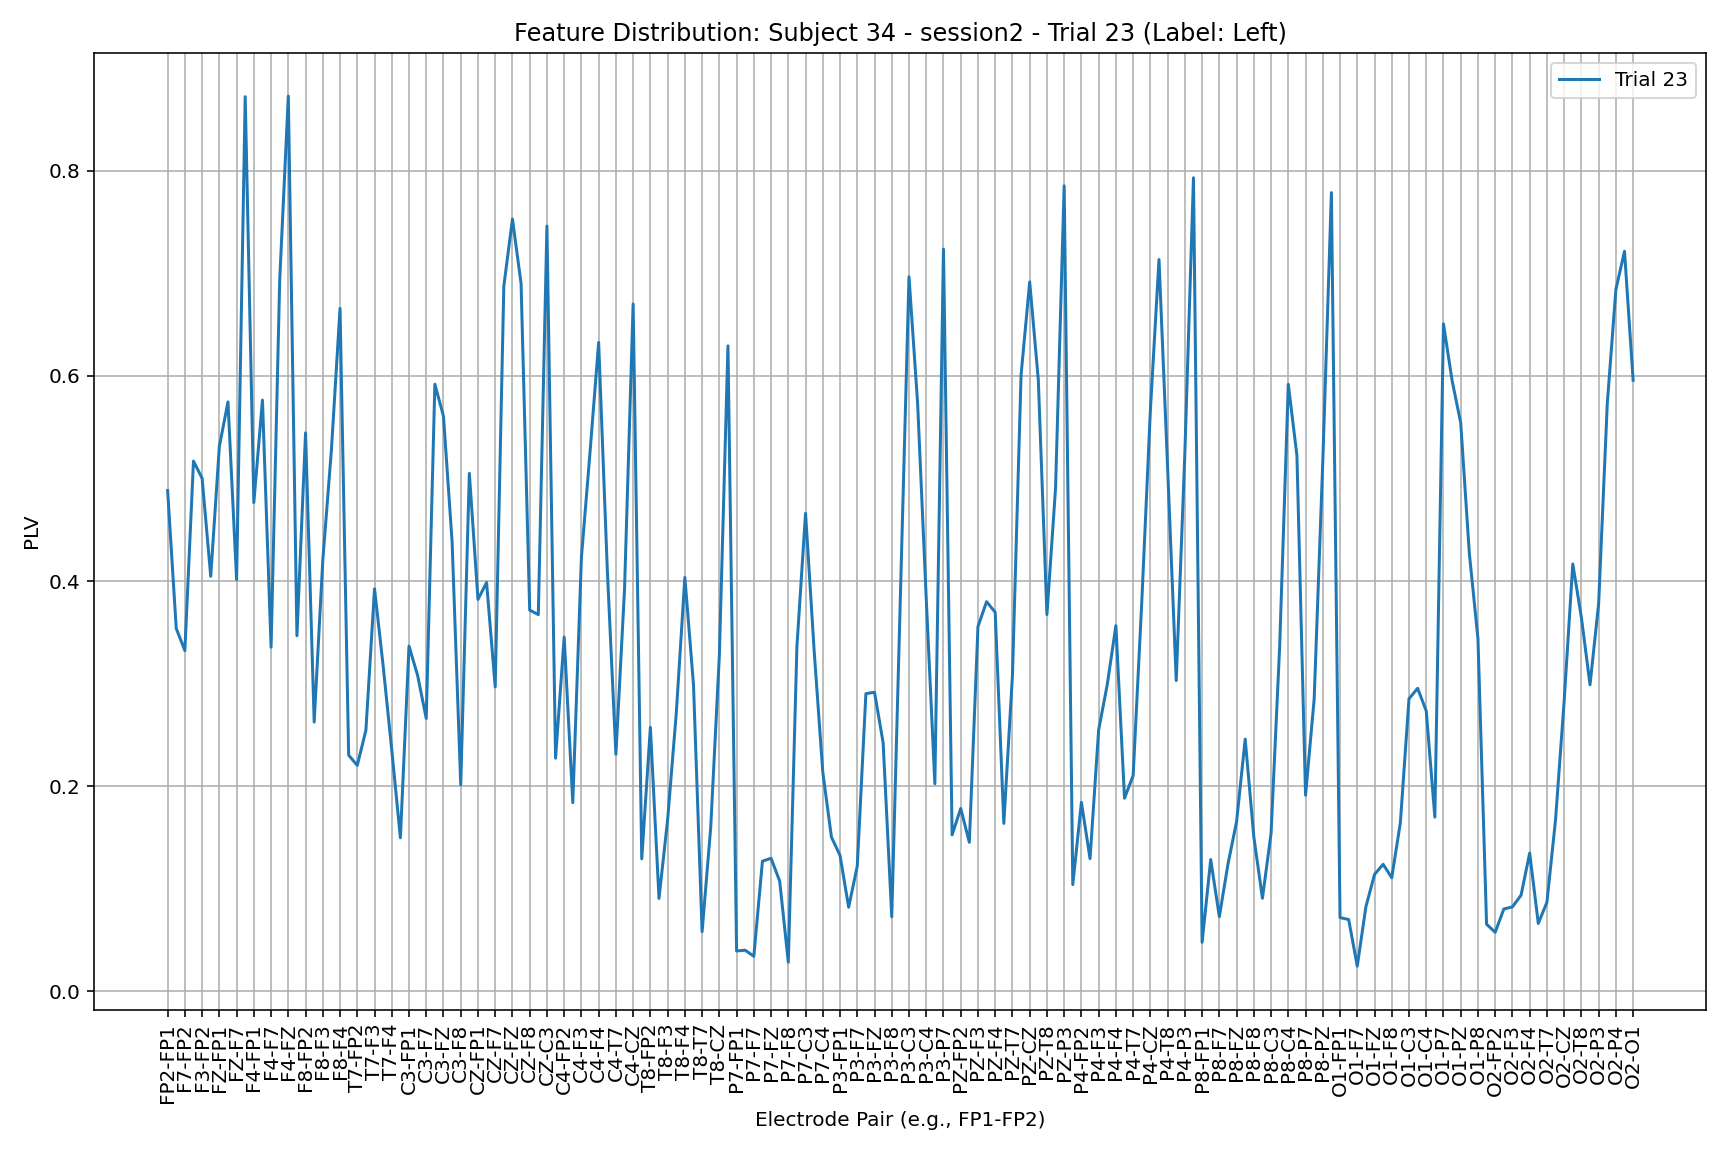 Feature Distribution: Subject 34 - session2 - Trial 23 (Label: Left)
Trial 23
PLV
0.8
0.6
0.4
0.2
0.0
FP2-FP1
F7-FP2
F3-FP2
FZ-FP1
FZ-F7
F4-FP1
F4-F7
F4-FZ
F8-FP2
F8-F3
F8-F4
T7-FP2
T7-F3
T7-F4
C3-FP1
C3-F7
C3-FZ
C3-F8
CZ-FP1
CZ-F7
CZ-FZ
CZ-F8
CZ-C3
C4-FP2
C4-F3
C4-F4
C4-T7
C4-CZ
T8-FP2
T8-F3
T8-F4
T8-T7
T8-CZ
P7-FP1
P7-F7
P7-FZ
P7-F8
P7-C3
P7-C4
P3-FP1
P3-F7
P3-FZ
P3-F8
P3-C3
P3-C4
P3-P7
PZ-FP2
PZ-F3
PZ-F4
PZ-T7
PZ-CZ
PZ-T8
PZ-P3
P4-FP2
P4-F3
P4-F4
P4-T7
P4-CZ
P4-T8
P4-P3
P8-FP1
P8-F7
P8-FZ
P8-F8
P8-C3
P8-C4
P8-P7
P8-PZ
O1-FP1
O1-F7
O1-FZ
O1-F8
O1-C3
O1-C4
O1-P7
O1-PZ
O1-P8
O2-FP2
O2-F3
O2-F4
O2-T7
O2-CZ
O2-T8
O2-P3
O2-P4
O2-O1
Electrode Pair (e.g., FP1-FP2)